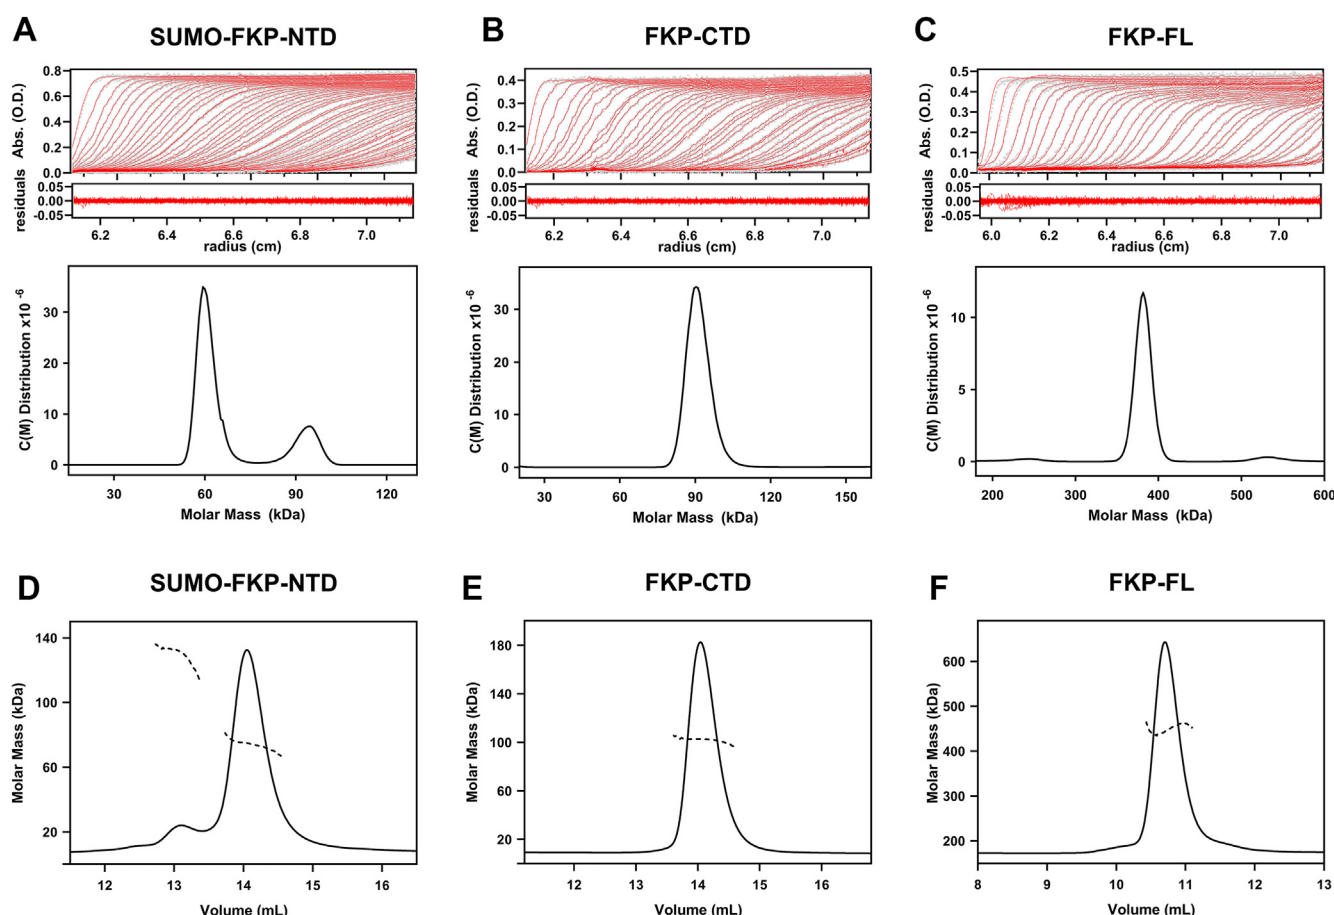 A SUMO-FKP-NTD
B FKP-CTD
C FKP-FL
Abs. (O.D.)
0.8
0.6
0.4
0.2
0.0
residuals
0.05
0.00
-0.05
6.2 6.4 6.6 6.8 7.0
radius (cm)
Abs. (O.D.)
0.4
0.3
0.2
0.1
0.0
residuals
0.05
0.00
-0.05
6.2 6.4 6.6 6.8 7.0
radius (cm)
Abs. (O.D.)
0.5
0.4
0.3
0.2
0.1
0.0
residuals
0.05
0.00
-0.05
6.0 6.2 6.4 6.6 6.8 7.0
radius (cm)
C(M) Distribution x10 -6
30
20
10
0
30 60 90 120
Molar Mass (kDa)
C(M) Distribution x10 -6
30
20
10
0
30 60 90 120 150
Molar Mass (kDa)
C(M) Distribution x10 -6
10
5
0
200 300 400 500 600
Molar Mass (kDa)
D SUMO-FKP-NTD
E FKP-CTD
F FKP-FL
Molar Mass (kDa)
140
100
60
20
12 13 14 15 16
Volume (mL)
Molar Mass (kDa)
180
140
100
60
20
12 13 14 15 16
Volume (mL)
Molar Mass (kDa)
600
500
400
300
200
8 9 10 11 12 13
Volume (mL)